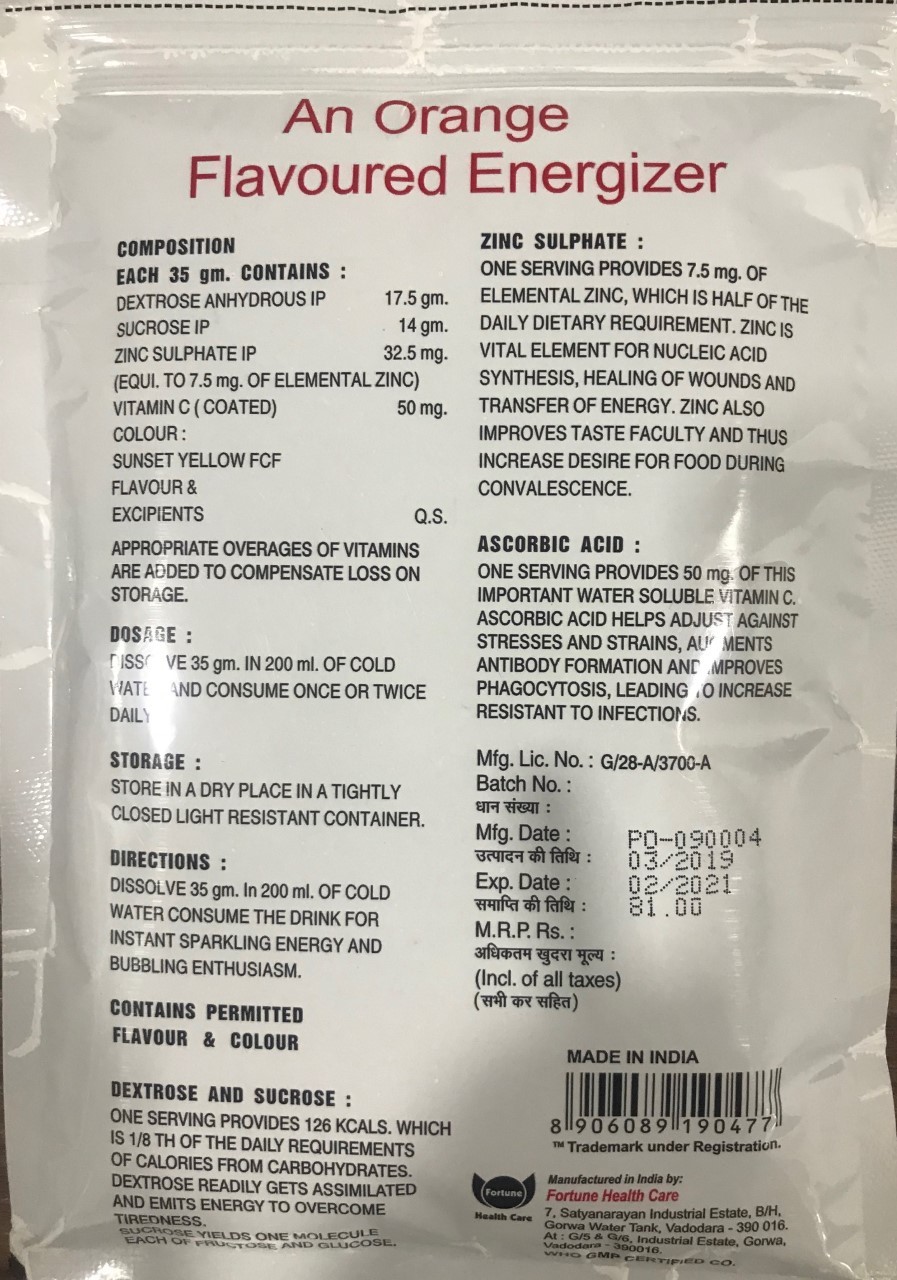 An Orange
Flavoured Energizer
COMPOSITION
EACH 35 gm. CONTAINS :
DEXTROSE ANHYDROUS IP 17.5 gm.
SUCROSE IP 14 gm.
ZINC SULPHATE IP 32.5 mg.
(EQUI. TO 7.5 mg. OF ELEMENTAL ZINC)
VITAMIN C ( COATED) 50 mg.
COLOUR :
SUNSET YELLOW FCF
FLAVOUR &
EXCIPIENTS Q.S.
APPROPRIATE OVERAGES OF VITAMINS
ARE ADDED TO COMPENSATE LOSS ON
STORAGE.
DOSAGE :
DISSOLVE 35 gm. IN 200 ml. OF COLD
WATER AND CONSUME ONCE OR TWICE
DAILY
STORAGE :
STORE IN A DRY PLACE IN A TIGHTLY
CLOSED LIGHT RESISTANT CONTAINER.
DIRECTIONS :
DISSOLVE 35 gm. In 200 ml. OF COLD
WATER CONSUME THE DRINK FOR
INSTANT SPARKLING ENERGY AND
BUBBLING ENTHUSIASM.
CONTAINS PERMITTED
FLAVOUR & COLOUR
DEXTROSE AND SUCROSE :
ONE SERVING PROVIDES 126 KCALS. WHICH
IS 1/8 TH OF THE DAILY REQUIREMENTS
OF CALORIES FROM CARBOHYDRATES.
DEXTROSE READILY GETS ASSIMILATED
AND EMITS ENERGY TO OVERCOME
TIREDNESS.
SUCROSE YIELDS ONE MOLECULE
EACH OF FRUCTOSE AND GLUCOSE.
ZINC SULPHATE :
ONE SERVING PROVIDES 7.5 mg. OF
ELEMENTAL ZINC, WHICH IS HALF OF THE
DAILY DIETARY REQUIREMENT. ZINC IS
VITAL ELEMENT FOR NUCLEIC ACID
SYNTHESIS, HEALING OF WOUNDS AND
TRANSFER OF ENERGY. ZINC ALSO
IMPROVES TASTE FACULTY AND THUS
INCREASE DESIRE FOR FOOD DURING
CONVALESCENCE.
ASCORBIC ACID :
ONE SERVING PROVIDES 50 mg. OF THIS
IMPORTANT WATER SOLUBLE VITAMIN C.
ASCORBIC ACID HELPS ADJUST AGAINST
STRESSES AND STRAINS, AUGMENTS
ANTIBODY FORMATION AND IMPROVES
PHAGOCYTOSIS, LEADING TO INCREASE
RESISTANT TO INFECTIONS.
Mfg. Lic. No. : G/28-A/3700-A
Batch No. :
धान संख्या :
Mfg. Date : PO-090004
उत्पादन की तिथि : 03/2019
Exp. Date : 02/2021
समाप्ति की तिथि : 81.00
M.R.P. Rs. :
अधिकतम खुदरा मूल्य :
(Incl. of all taxes)
(सभी कर सहित)
MADE IN INDIA
8 906089 190477
™ Trademark under Registration.
Fortune
Health Care
Manufactured in India by:
Fortune Health Care
7, Satyanarayan Industrial Estate, B/H,
Gorwa Water Tank, Vadodara - 390 016.
At : G/5 & G/6, Industrial Estate, Gorwa,
Vadodara - 390016.
WHO GMP CERTIFIED CO.